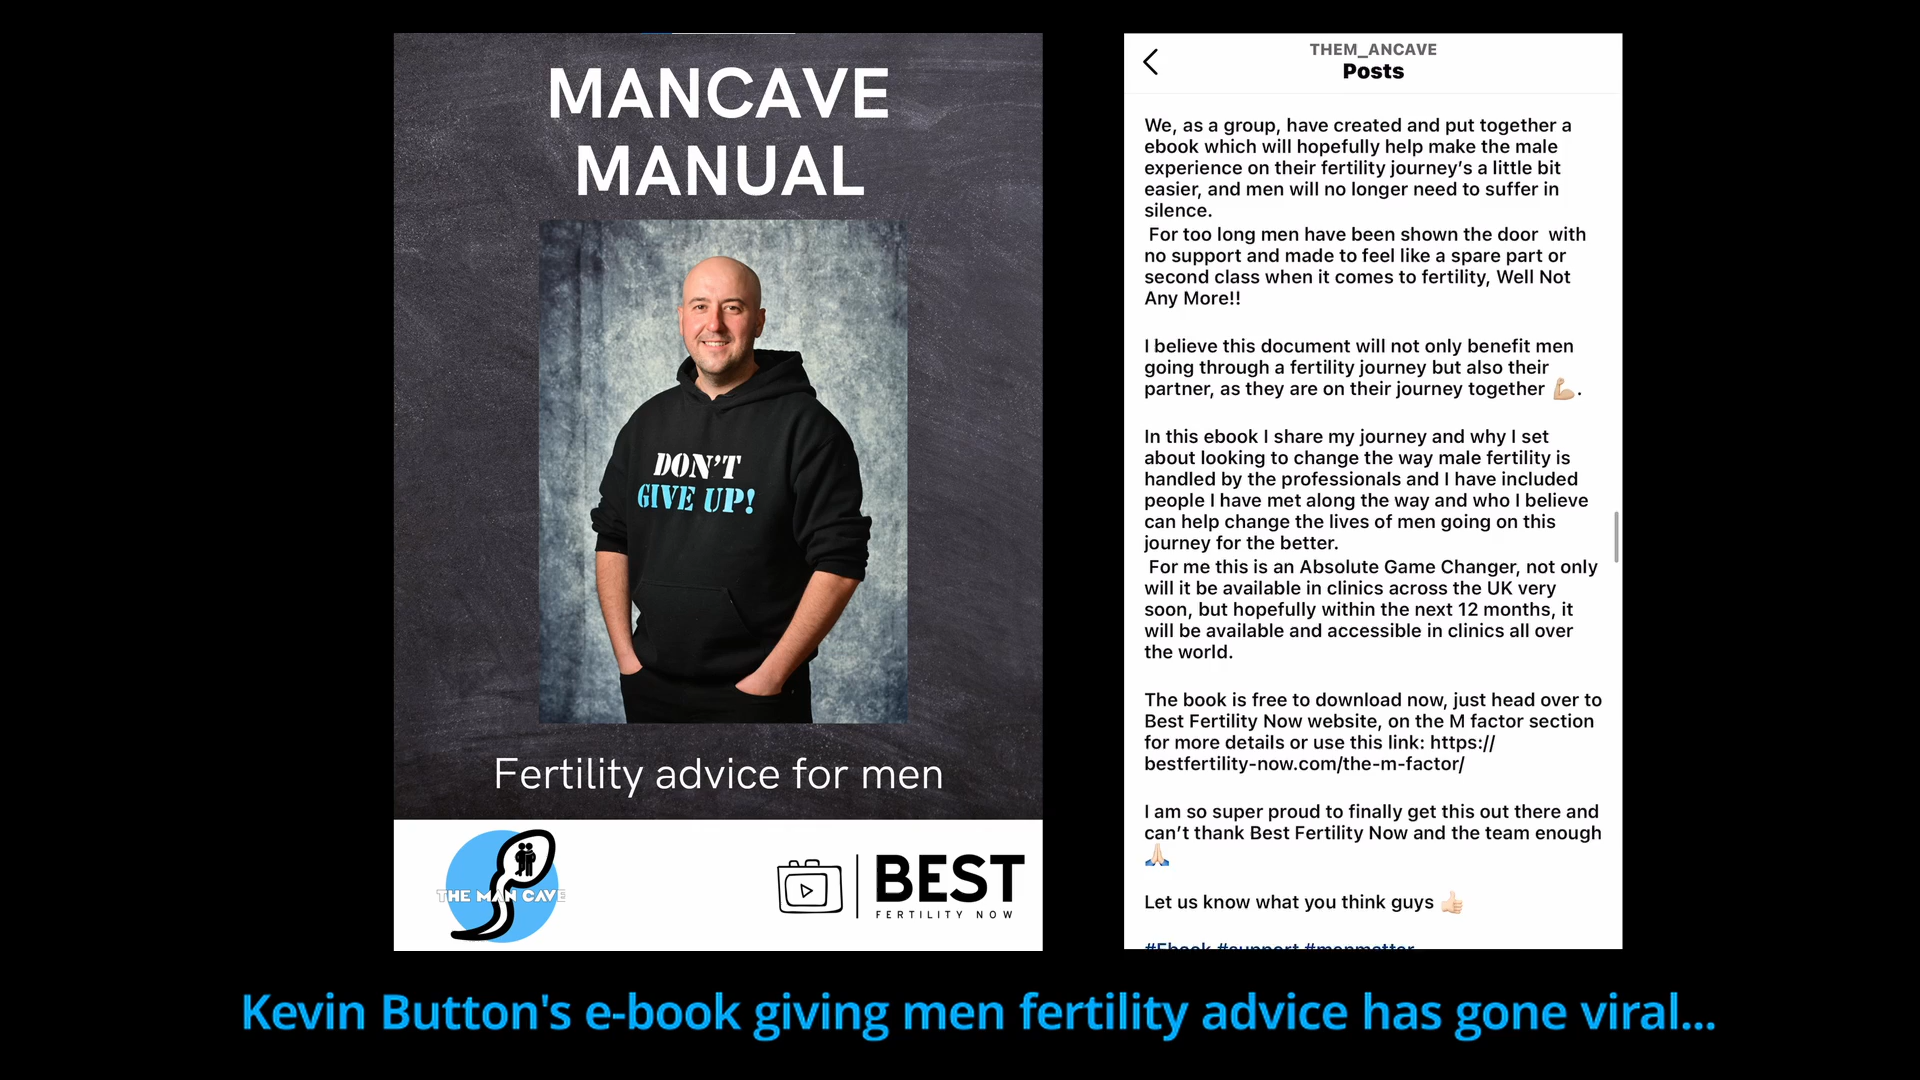 MANCAVE
MANUAL
DON'T
GIVE UP!
Fertility advice for men
THE MAN CAVE
BEST
FERTILITY NOW
THEM_ANCAVE
Posts
We, as a group, have created and put together a
ebook which will hopefully help make the male
experience on their fertility journey's a little bit
easier, and men will no longer need to suffer in
silence.
For too long men have been shown the door with
no support and made to feel like a spare part or
second class when it comes to fertility, Well Not
Any More!!
I believe this document will not only benefit men
going through a fertility journey but also their
partner, as they are on their journey together 💪🏼.
In this ebook I share my journey and why I set
about looking to change the way male fertility is
handled by the professionals and I have included
people I have met along the way and who I believe
can help change the lives of men going on this
journey for the better.
For me this is an Absolute Game Changer, not only
will it be available in clinics across the UK very
soon, but hopefully within the next 12 months, it
will be available and accessible in clinics all over
the world.
The book is free to download now, just head over to
Best Fertility Now website, on the M factor section
for more details or use this link: https://
bestfertility-now.com/the-m-factor/
I am so super proud to finally get this out there and
can't thank Best Fertility Now and the team enough
🙏🏻
Let us know what you think guys 👍🏻
#Ebook #support #menmatter
Kevin Button's e-book giving men fertility advice has gone viral...